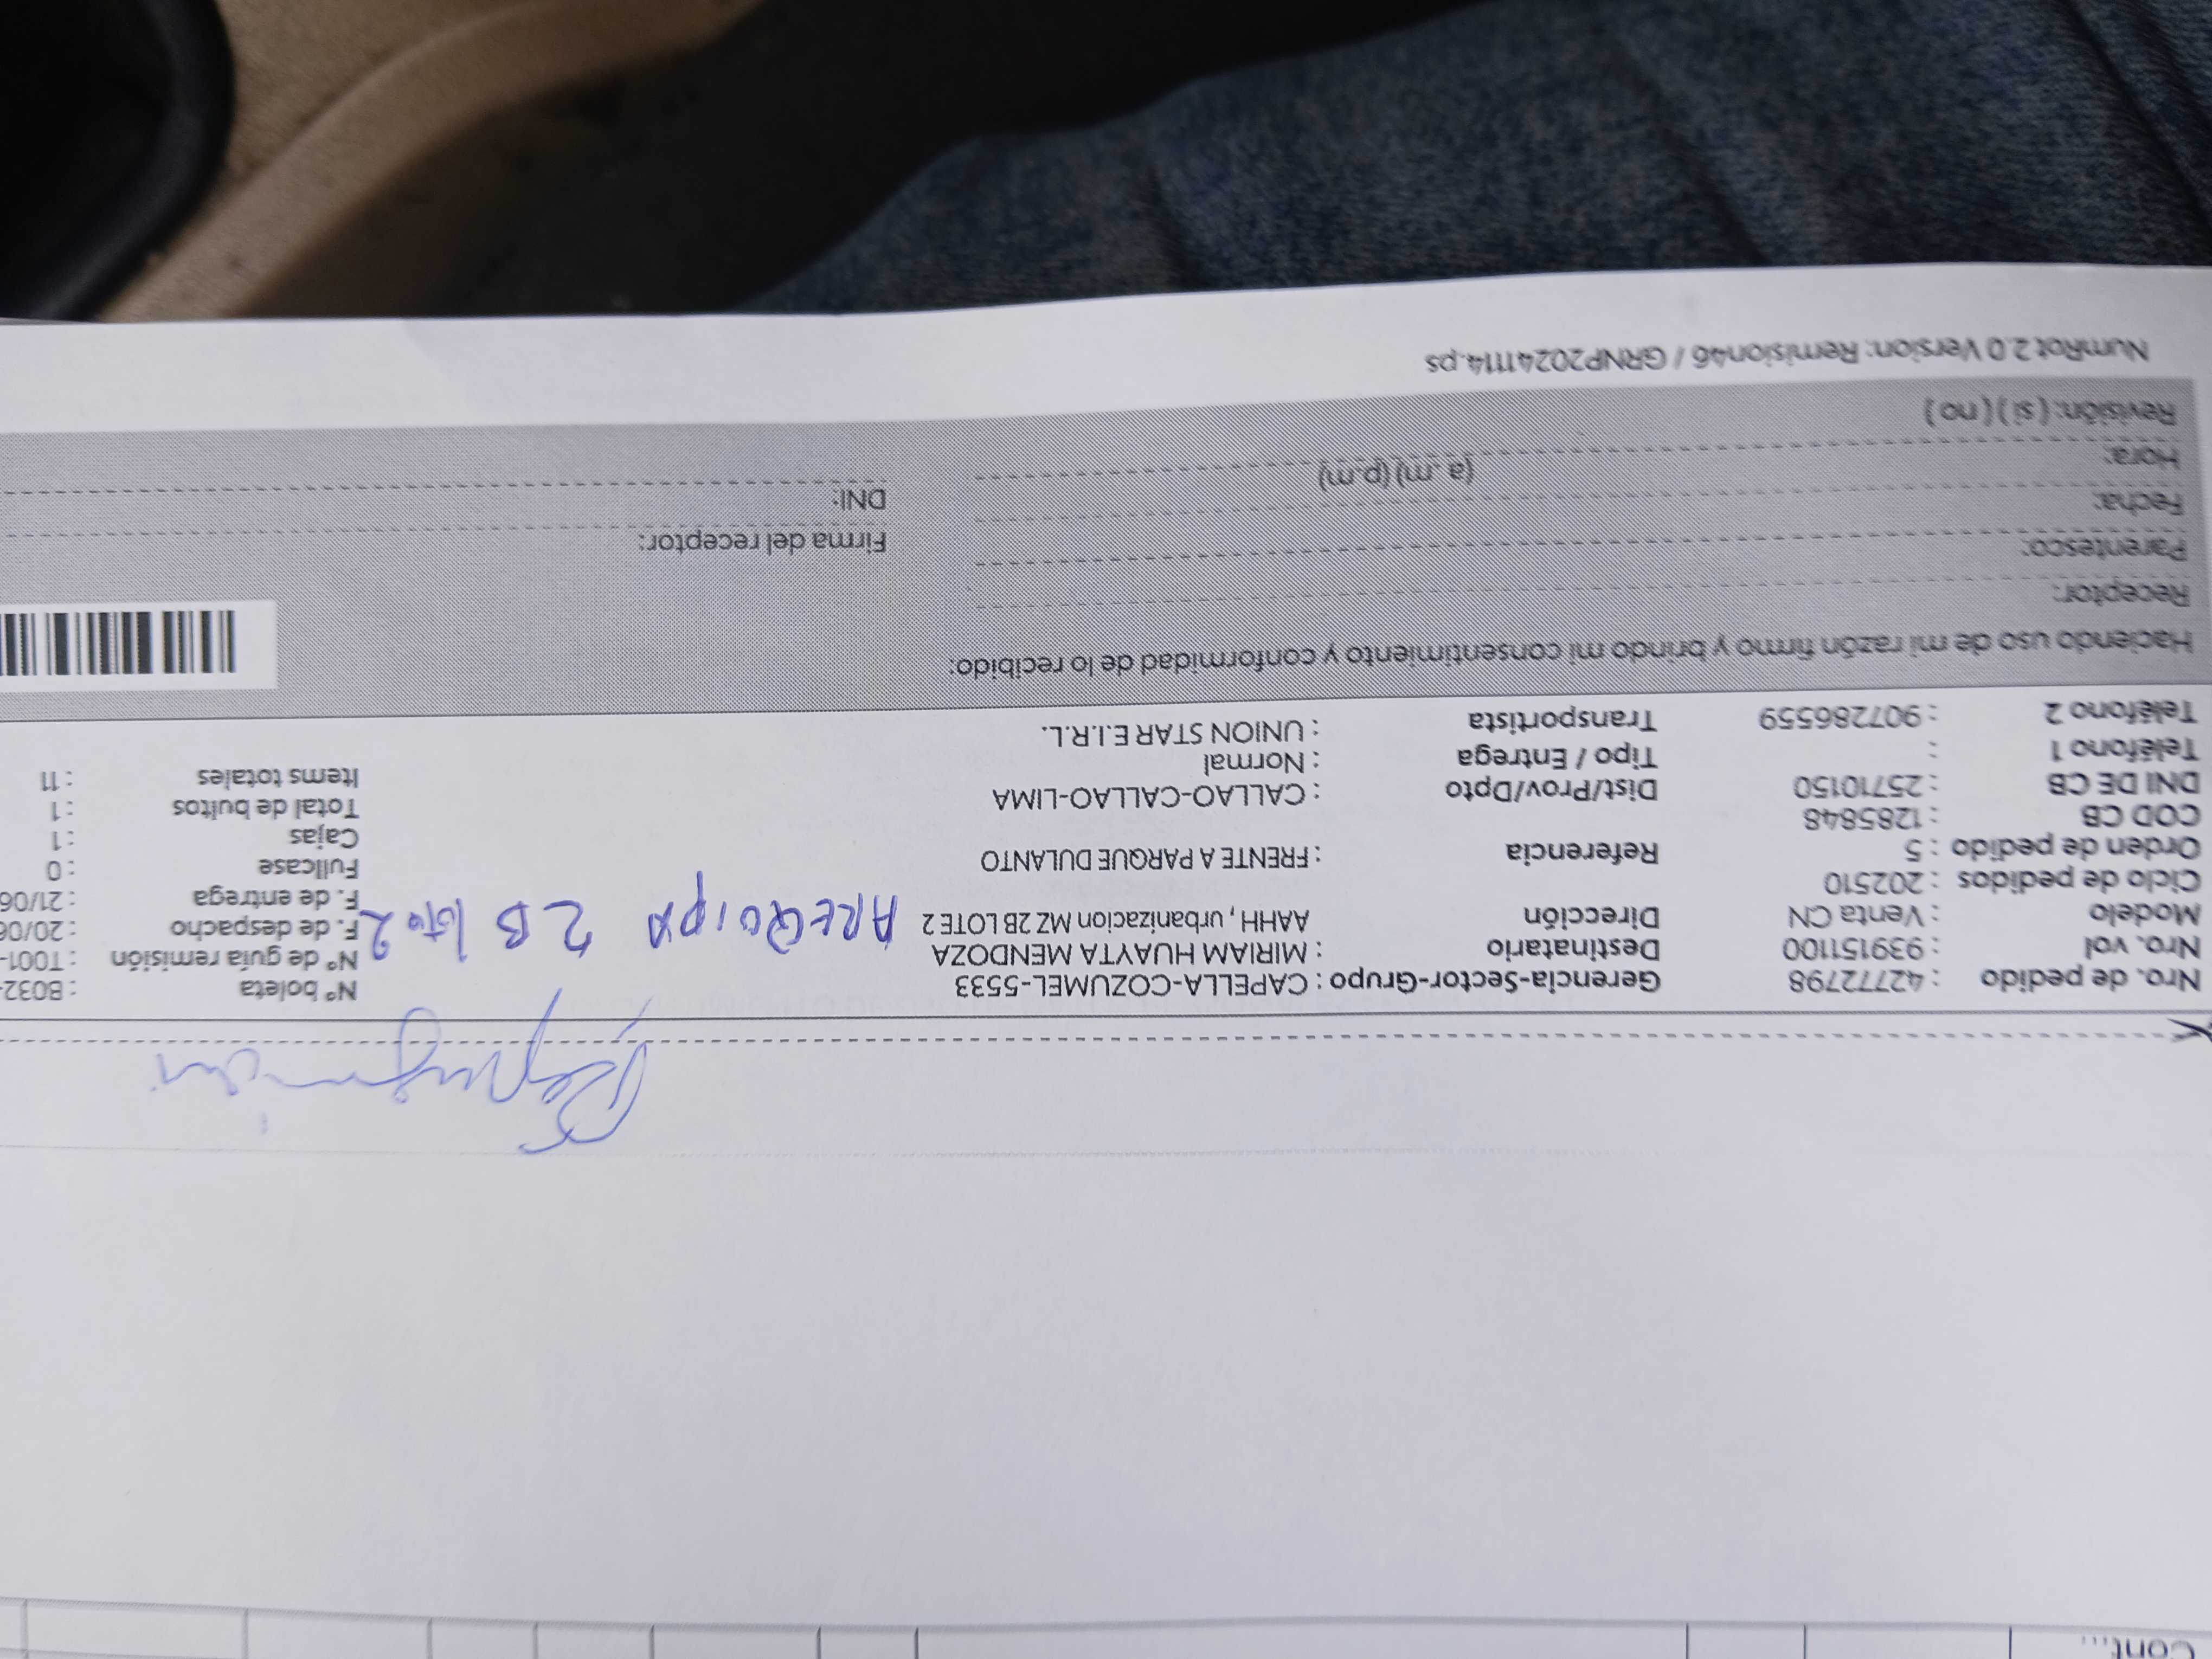 Cont...
Nro. de pedido : 42772798 Gerencia-Sector-Grupo : CAPELLA-COZUMEL-5533 N° boleta : B032-
Nro. vol : 939151100 Destinatario : MIRIAM HUAYTA MENDOZA N° de guía remisión : T001-
Modelo : Venta CN Dirección AAHH, urbanizacion MZ 2B LOTE 2 AREQUIPA 2B lote 2 F. de despacho : 20/06
Ciclo de pedidos : 202510 F. de entrega : 21/06
Orden de pedido : 5 Referencia : FRENTE A PARQUE DULANTO Fullcase : 0
COD CB : 1285848 Cajas : 1
DNI DE CB : 25710150 Dist/Prov/Dpto : CALLAO-CALLAO-LIMA Total de bultos : 1
Teléfono 1 : Tipo / Entrega : Normal Items totales : 11
Teléfono 2 : 907286559 Transportista : UNION STAR E.I.R.L.
Haciendo uso de mi razón firmo y brindo mi consentimiento y conformidad de lo recibido:
Receptor:
Parentesco: Firma del receptor:
Fecha: DNI:
Hora: (a.m)(p.m)
Revisión: ( si ) ( no )
NumRot 2.0 Version: Remision46 / GRNP20241114.ps